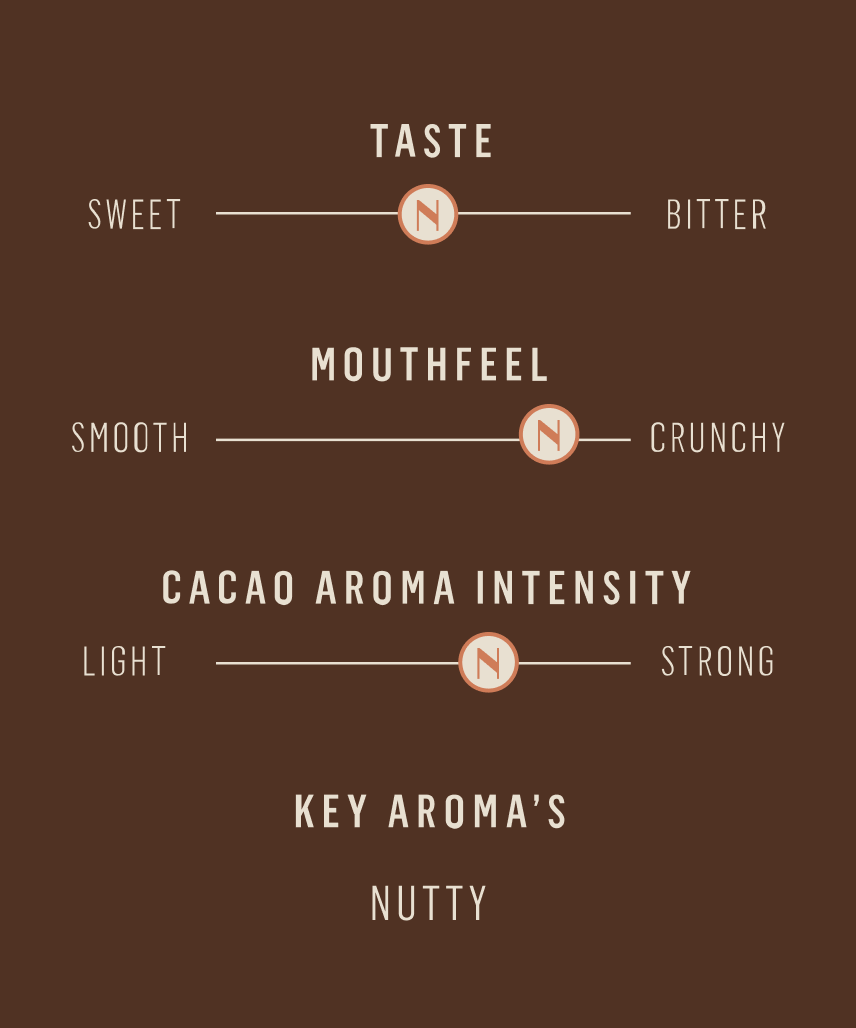 TASTE
SWEET N BITTER
MOUTHFEEL
SMOOTH N CRUNCHY
CACAO AROMA INTENSITY
LIGHT N STRONG
KEY AROMA’S
NUTTY